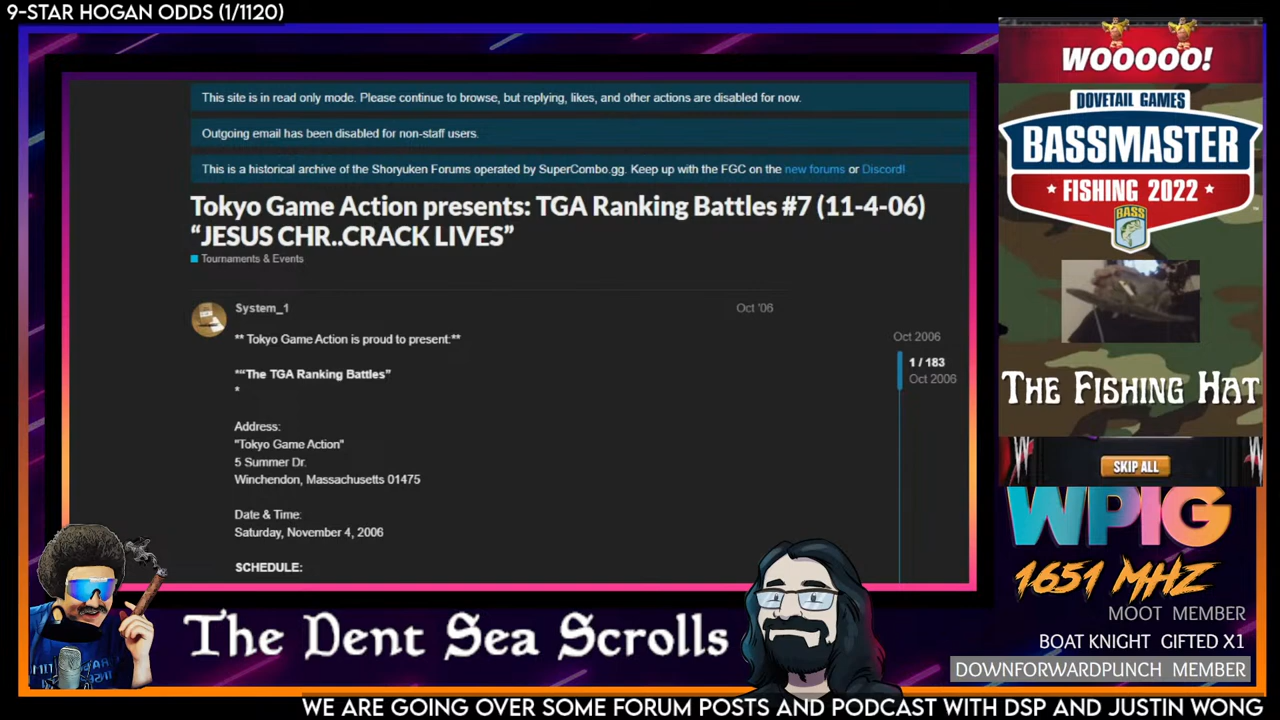 9-STAR HOGAN ODDS (1/1120)
This site is in read only mode. Please continue to browse, but replying, likes, and other actions are disabled for now.
Outgoing email has been disabled for non-staff users.
This is a historical archive of the Shoryuken Forums operated by SuperCombo.gg. Keep up with the FGC on the new forums or Discord!
Tokyo Game Action presents: TGA Ranking Battles #7 (11-4-06)
“JESUS CHR..CRACK LIVES”
Tournaments & Events
System_1
Oct '06
** Tokyo Game Action is proud to present:**
*“The TGA Ranking Battles”
*
Address:
"Tokyo Game Action"
5 Summer Dr.
Winchendon, Massachusetts 01475
Date & Time:
Saturday, November 4, 2006
SCHEDULE:
Oct 2006
1 / 183
Oct 2006
WOOOOO!
DOVETAIL GAMES
BASSMASTER
FISHING 2022
BASS
The Fishing Hat
SKIP ALL
WPIG
1651 MHZ
MOOT MEMBER
BOAT KNIGHT GIFTED X1
DOWNFORWARDPUNCH MEMBER
The Dent Sea Scrolls
WE ARE GOING OVER SOME FORUM POSTS AND PODCAST WITH DSP AND JUSTIN WONG